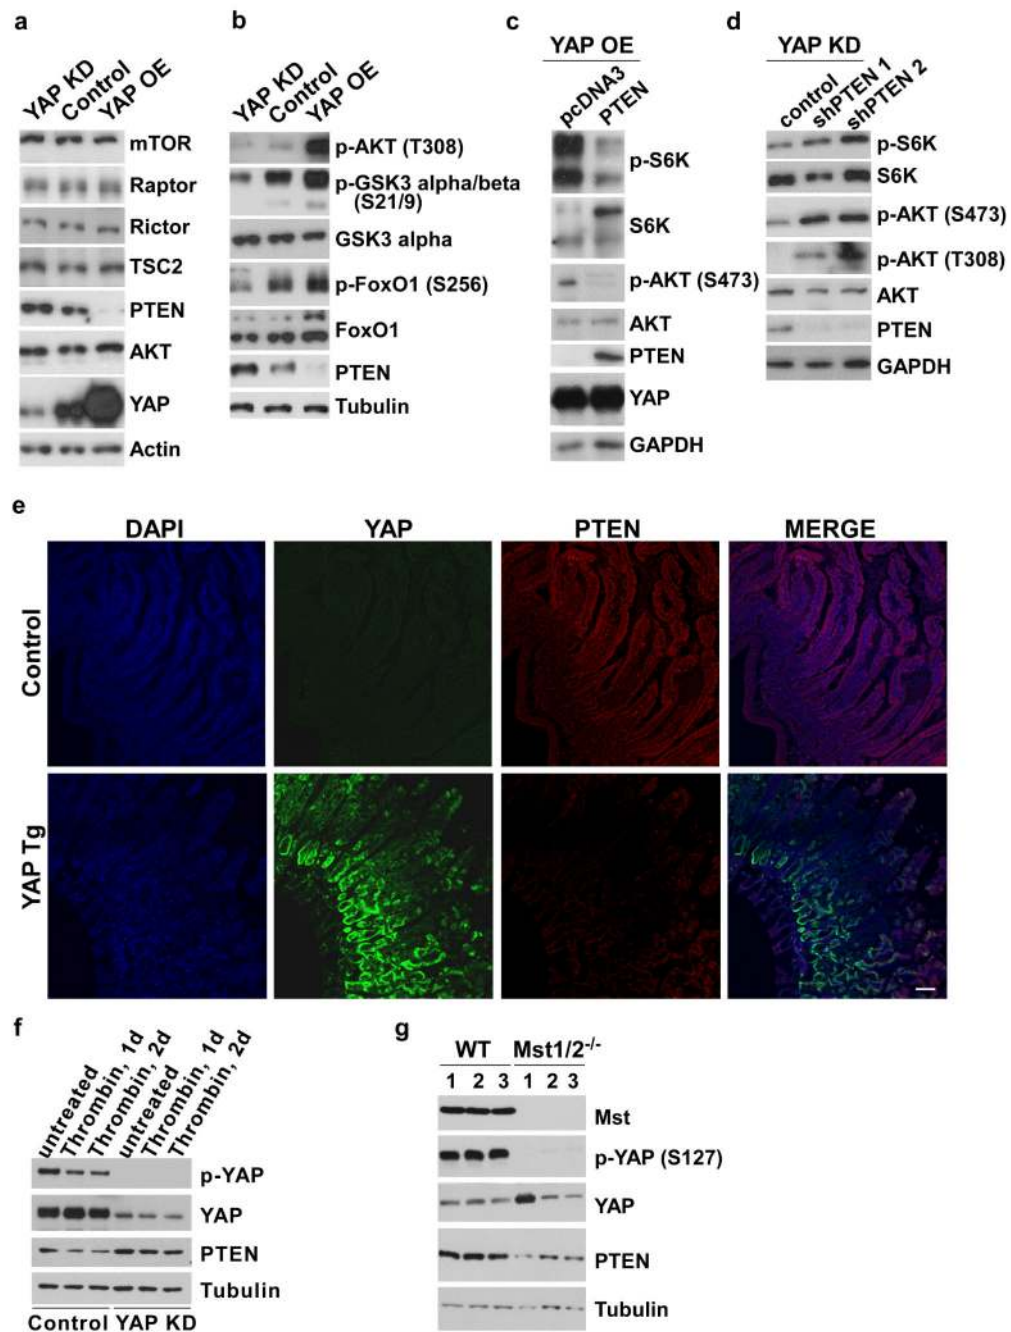 a
YAP KD
Control
YAP OE
mTOR
Raptor
Rictor
TSC2
PTEN
AKT
YAP
Actin
b
YAP KD
Control
YAP OE
p-AKT (T308)
p-GSK3 alpha/beta
(S21/9)
GSK3 alpha
p-FoxO1 (S256)
FoxO1
PTEN
Tubulin
c
YAP OE
pcDNA3
PTEN
p-S6K
S6K
p-AKT (S473)
AKT
PTEN
YAP
GAPDH
d
YAP KD
control
shPTEN 1
shPTEN 2
p-S6K
S6K
p-AKT (S473)
p-AKT (T308)
AKT
PTEN
GAPDH
e
DAPI YAP PTEN MERGE
Control
YAP Tg
f
untreated
Thrombin, 1d
Thrombin, 2d
untreated
Thrombin, 1d
Thrombin, 2d
p-YAP
YAP
PTEN
Tubulin
Control YAP KD
g
WT Mst1/2-/-
1 2 3 1 2 3
Mst
p-YAP (S127)
YAP
PTEN
Tubulin